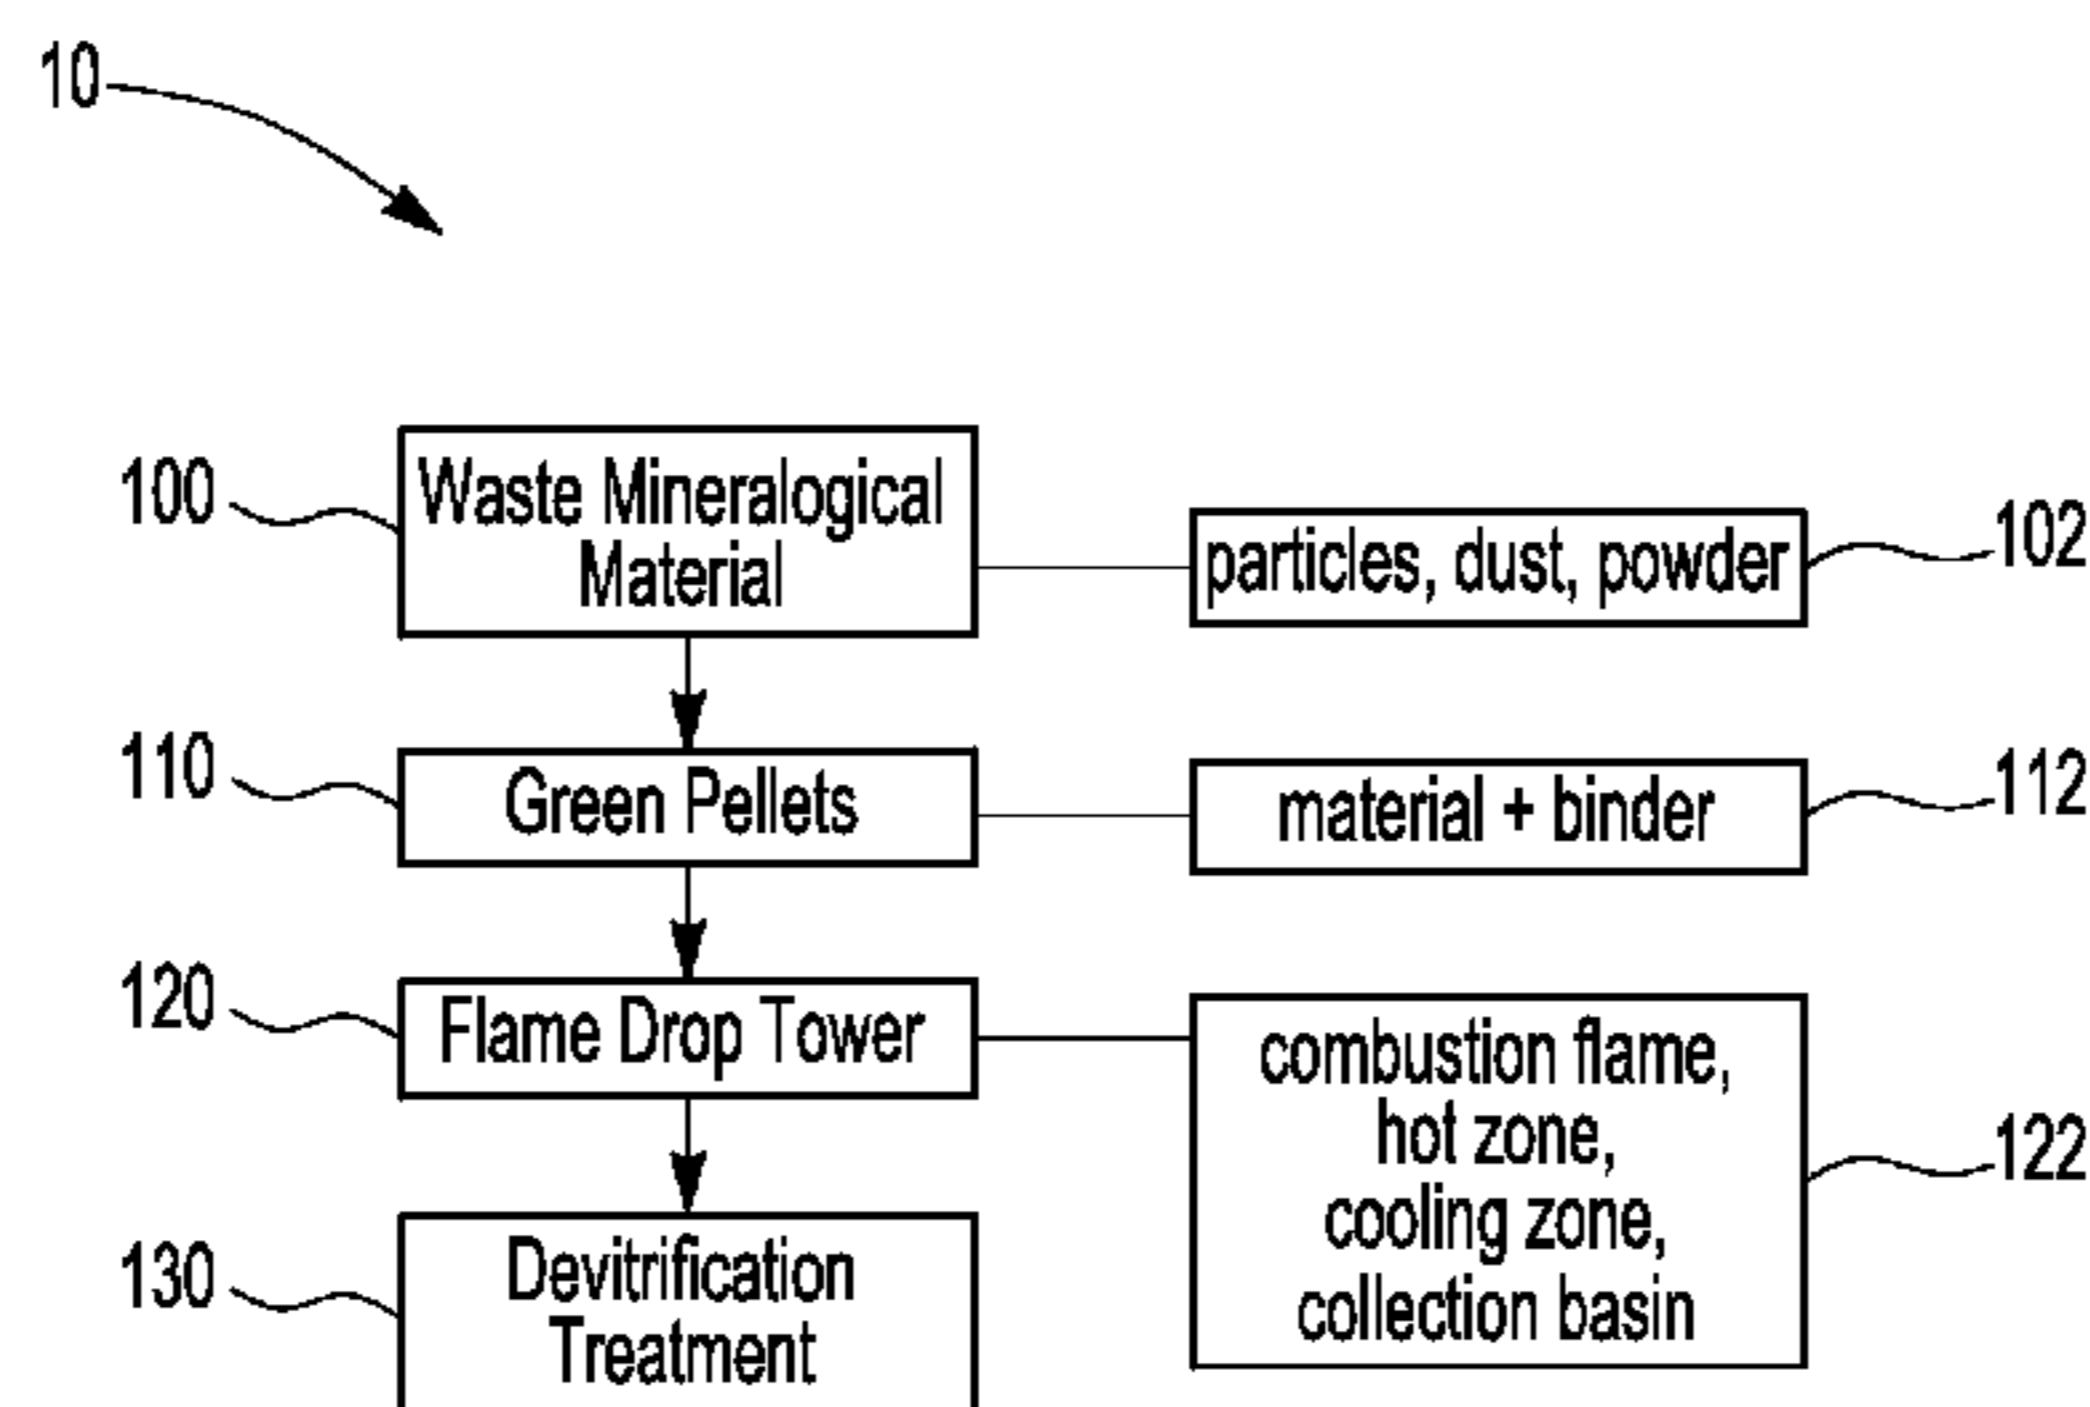 10
100
Waste Mineralogical
Material
particles, dust, powder
102
110
Green Pellets
material + binder
112
120
Flame Drop Tower
combustion flame,
hot zone,
cooling zone,
collection basin
122
130
Devitrification
Treatment